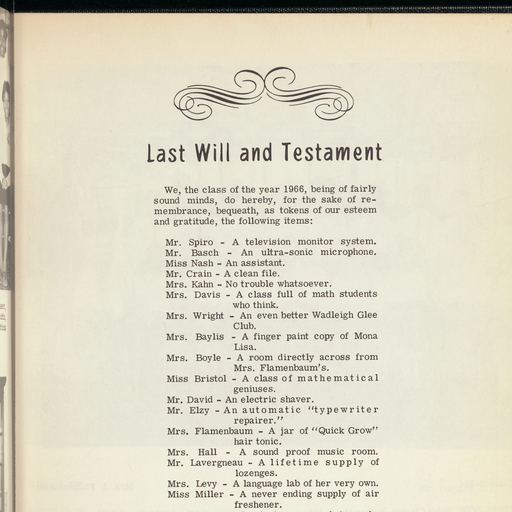 Last Will and Testament
We, the class of the year 1966, being of fairly
sound minds, do hereby, for the sake of re-
membrance, bequeath, as tokens of our esteem
and gratitude, the following items:
Mr. Spiro - A television monitor system.
Mr. Basch - An ultra-sonic microphone.
Miss Nash - An assistant.
Mr. Crain - A clean file.
Mrs. Kahn - No trouble whatsoever.
Mrs. Davis - A class full of math students
who think.
Mrs. Wright - An even better Wadleigh Glee
Club.
Mrs. Baylis - A finger paint copy of Mona
Lisa.
Mrs. Boyle - A room directly across from
Mrs. Flamenbaum's.
Miss Bristol - A class of mathematical
geniuses.
Mr. David - An electric shaver.
Mr. Elzy - An automatic "typewriter
repairer."
Mrs. Flamenbaum - A jar of "Quick Grow"
hair tonic.
Mrs. Hall - A sound proof music room.
Mr. Lavergneau - A lifetime supply of
lozenges.
Mrs. Levy - A language lab of her very own.
Miss Miller - A never ending supply of air
freshener.